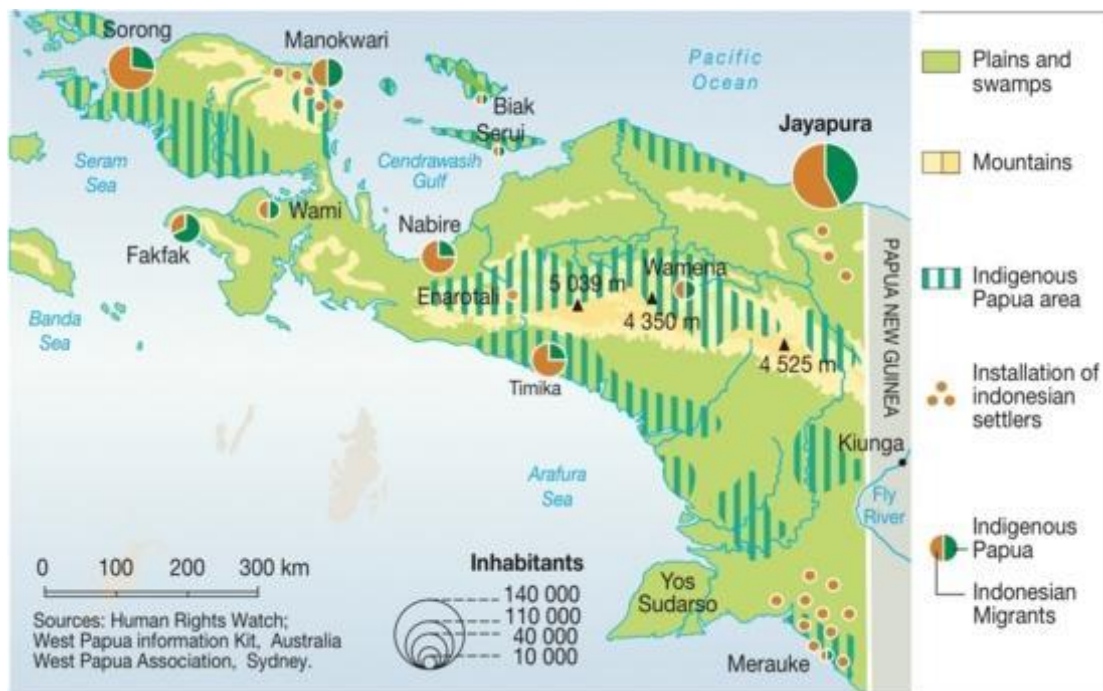 Sorong
Manokwari
Pacific
Ocean
Biak
Serui
Jayapura
Seram
Sea
Cendrawasih
Gulf
Wami
Nabire
Fakfak
Wamena
Enarotali
5 039 m
4 350 m
4 525 m
Banda
Sea
Timika
PAPUA NEW GUINEA
Kiunga
Arafura
Sea
Fly
River
Yos
Sudarso
Merauke
0 100 200 300 km
Sources: Human Rights Watch;
West Papua information Kit, Australia
West Papua Association, Sydney.
Inhabitants
140 000
110 000
40 000
10 000
Plains and
swamps
Mountains
Indigenous
Papua area
Installation of
indonesian
settlers
Indigenous
Papua
Indonesian
Migrants